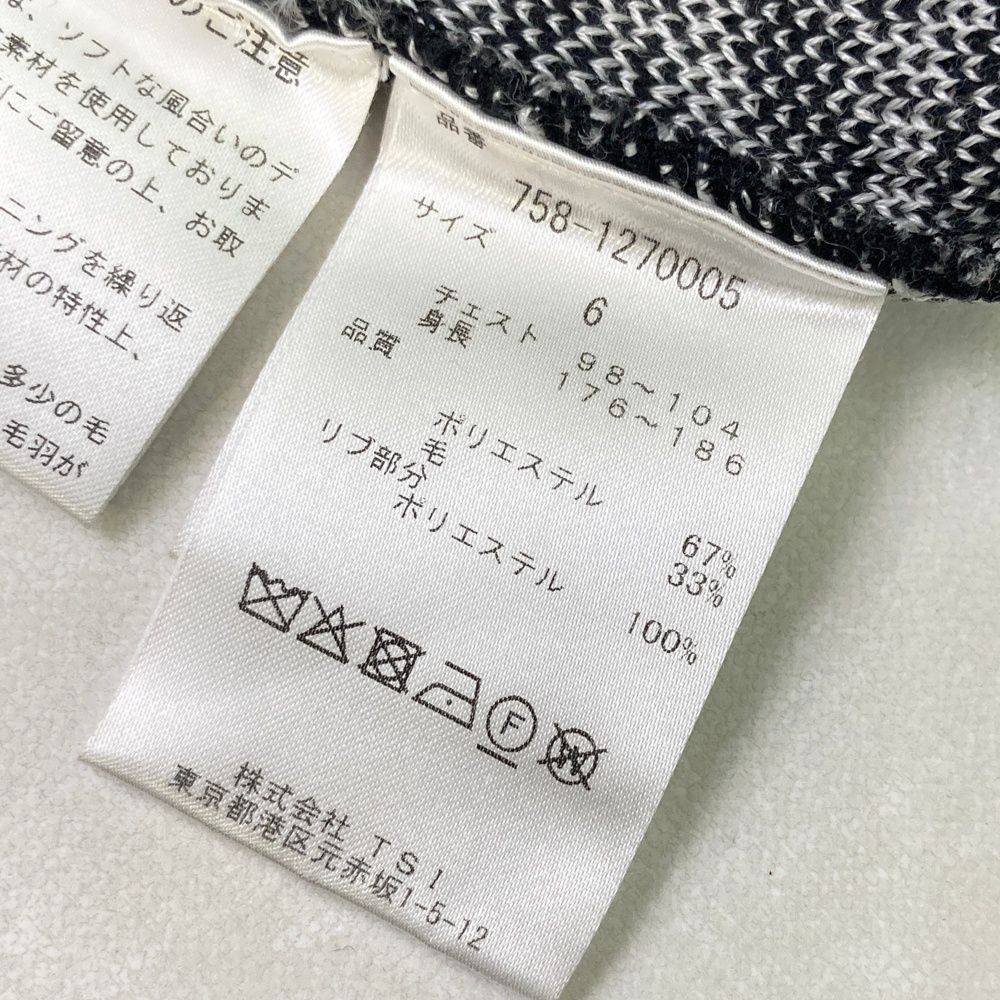 のご注意
、ソフトな風合いのデ
素材を使用しておりま
にご留意の上、お取
ニングを繰り返
材の特性上、
多少の毛
毛羽が
品番
758-1270005
サイズ
6
チェスト 98～104
身長 176～186
品質
ポリエステル 67%
毛 33%
リブ部分
ポリエステル 100%
F
W
株式会社 TSI
東京都港区元赤坂1-5-12